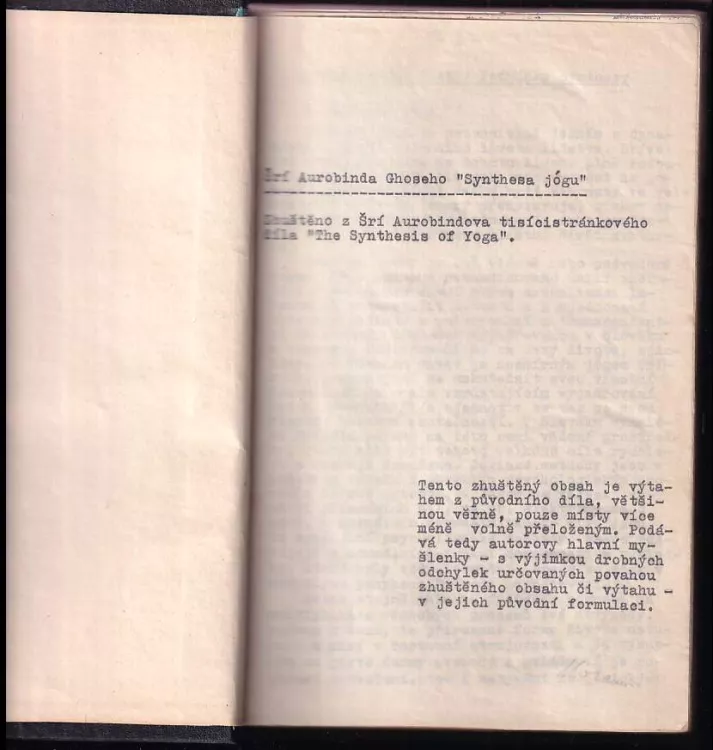 Šrí Aurobinda Ghoseho "Synthesa jógu"
Zhuštěno z Šrí Aurobindova tisícistránkového
díla "The Synthesis of Yoga".
Tento zhuštěný obsah je výta-
hem z původního díla, větši-
nou věrně, pouze místy více
méně volně přeloženým. Podá-
vá tedy autorovy hlavní my-
šlenky - s výjimkou drobných
odchylek určovaných povahou
zhuštěného obsahu či výtahu -
v jejich původní formulaci.